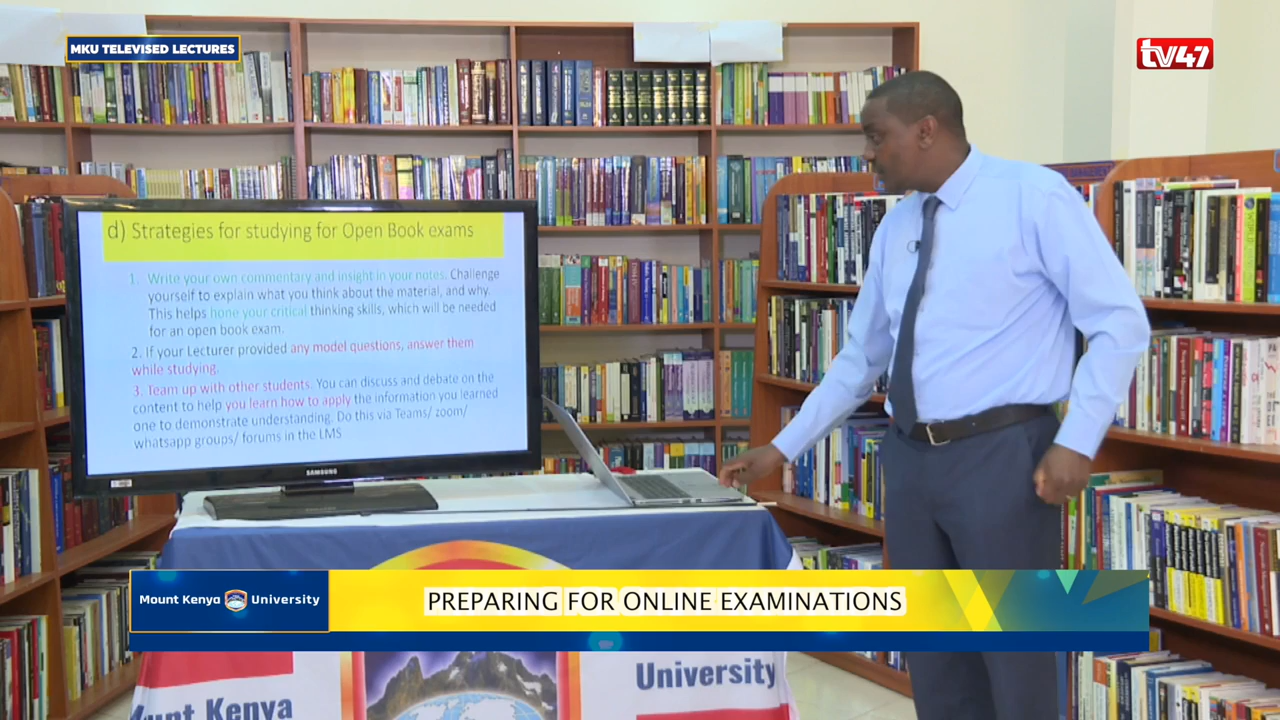 MKU TELEVISED LECTURES
tv47
d) Strategies for studying for Open Book exams
1. Write your own commentary and insight in your notes. Challenge
yourself to explain what you think about the material, and why.
This helps hone your critical thinking skills, which will be needed
for an open book exam.
2. If your Lecturer provided any model questions, answer them
while studying.
3. Team up with other students. You can discuss and debate on the
content to help you learn how to apply the information you learned
one to demonstrate understanding. Do this via Teams/ zoom/
whatsapp groups/ forums in the LMS
SAMSUNG
Mount Kenya University
PREPARING FOR ONLINE EXAMINATIONS
Mount Kenya
University